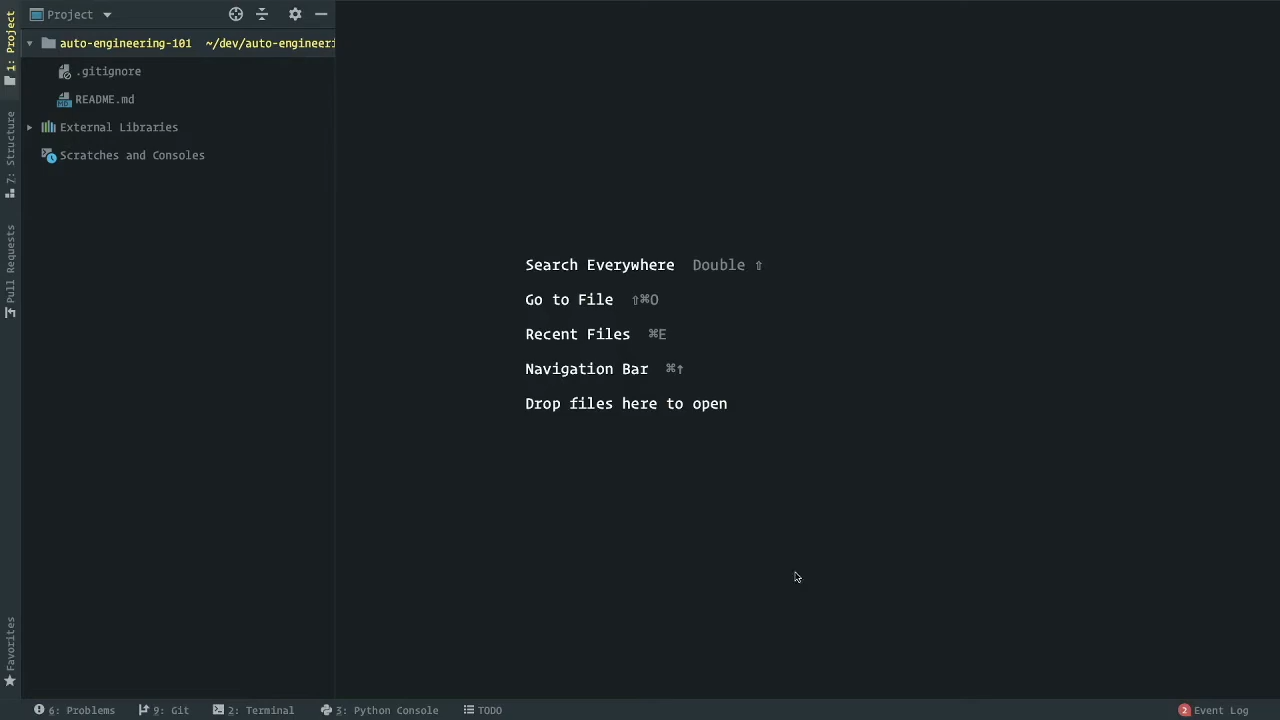 Project
auto-engineering-101 ~/dev/auto-engineeri
.gitignore
MD README.md
External Libraries
Scratches and Consoles
1: Project
7: Structure
Pull Requests
Favorites
Search Everywhere Double ⇧
Go to File ⇧⌘O
Recent Files ⌘E
Navigation Bar ⌘↑
Drop files here to open
6: Problems 9: Git 2: Terminal 3: Python Console TODO 2 Event Log